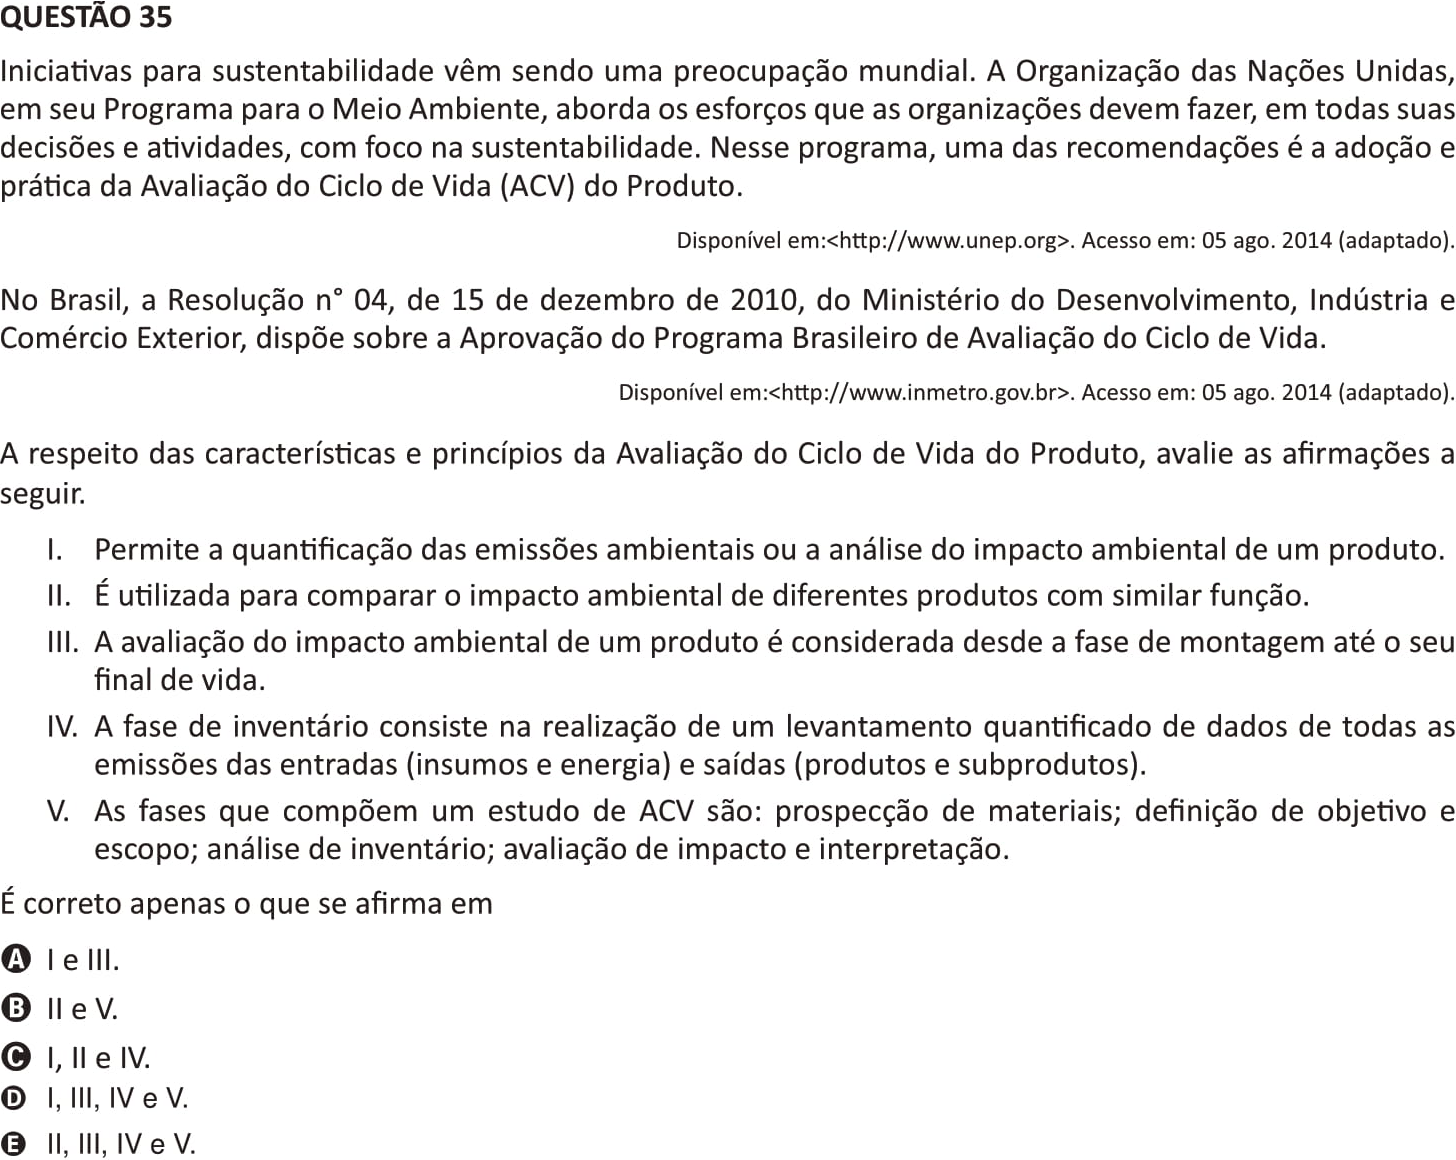 QUESTÃO 35
Iniciativas para sustentabilidade vêm sendo uma preocupação mundial. A Organização das Nações Unidas,
em seu Programa para o Meio Ambiente, aborda os esforços que as organizações devem fazer, em todas suas
decisões e atividades, com foco na sustentabilidade. Nesse programa, uma das recomendações é a adoção e
prática da Avaliação do Ciclo de Vida (ACV) do Produto.
Disponível em:<http://www.unep.org>. Acesso em: 05 ago. 2014 (adaptado).
No Brasil, a Resolução n° 04, de 15 de dezembro de 2010, do Ministério do Desenvolvimento, Indústria e
Comércio Exterior, dispõe sobre a Aprovação do Programa Brasileiro de Avaliação do Ciclo de Vida.
Disponível em:<http://www.inmetro.gov.br>. Acesso em: 05 ago. 2014 (adaptado).
A respeito das características e princípios da Avaliação do Ciclo de Vida do Produto, avalie as afirmações a
seguir.
I. Permite a quantificação das emissões ambientais ou a análise do impacto ambiental de um produto.
II. É utilizada para comparar o impacto ambiental de diferentes produtos com similar função.
III. A avaliação do impacto ambiental de um produto é considerada desde a fase de montagem até o seu
final de vida.
IV. A fase de inventário consiste na realização de um levantamento quantificado de dados de todas as
emissões das entradas (insumos e energia) e saídas (produtos e subprodutos).
V. As fases que compõem um estudo de ACV são: prospecção de materiais; definição de objetivo e
escopo; análise de inventário; avaliação de impacto e interpretação.
É correto apenas o que se afirma em
A I e III.
B II e V.
C I, II e IV.
D I, III, IV e V.
E II, III, IV e V.